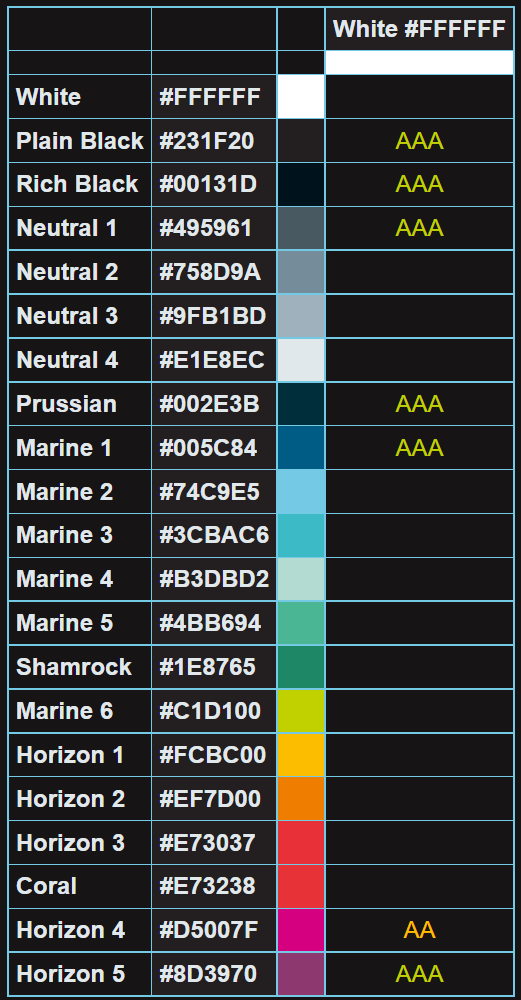 White #FFFFFF
White #FFFFFF
Plain Black #231F20 AAA
Rich Black #00131D AAA
Neutral 1 #495961 AAA
Neutral 2 #758D9A
Neutral 3 #9FB1BD
Neutral 4 #E1E8EC
Prussian #002E3B AAA
Marine 1 #005C84 AAA
Marine 2 #74C9E5
Marine 3 #3CBAC6
Marine 4 #B3DBD2
Marine 5 #4BB694
Shamrock #1E8765
Marine 6 #C1D100
Horizon 1 #FCBC00
Horizon 2 #EF7D00
Horizon 3 #E73037
Coral #E73238
Horizon 4 #D5007F AA
Horizon 5 #8D3970 AAA